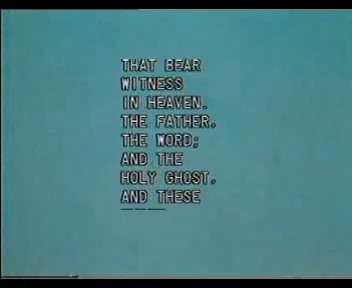 THAT BEAR
WITNESS
IN HEAVEN.
THE FATHER.
THE WORD;
AND THE
HOLY GHOST.
AND THESE